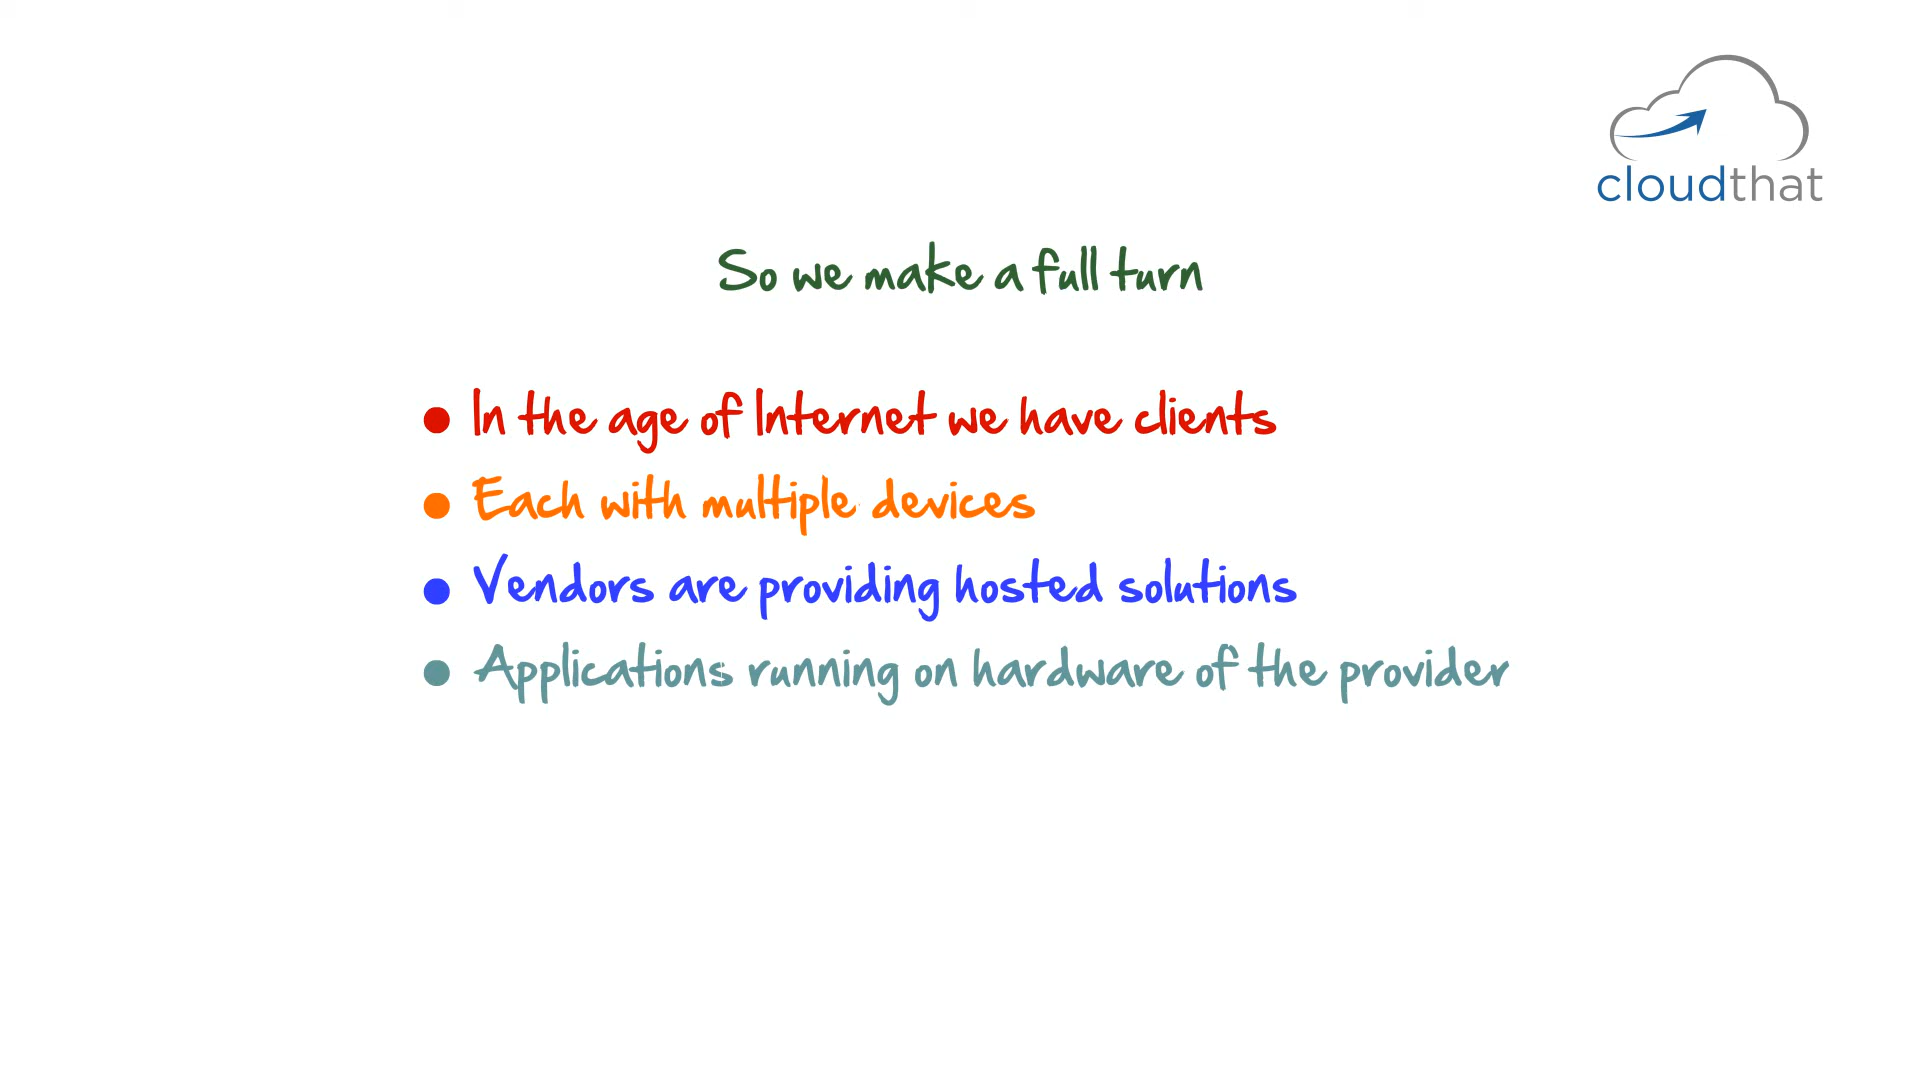 cloudthat
So we make a full turn
● In the age of Internet we have clients
● Each with multiple devices
● Vendors are providing hosted solutions
● Applications running on hardware of the provider